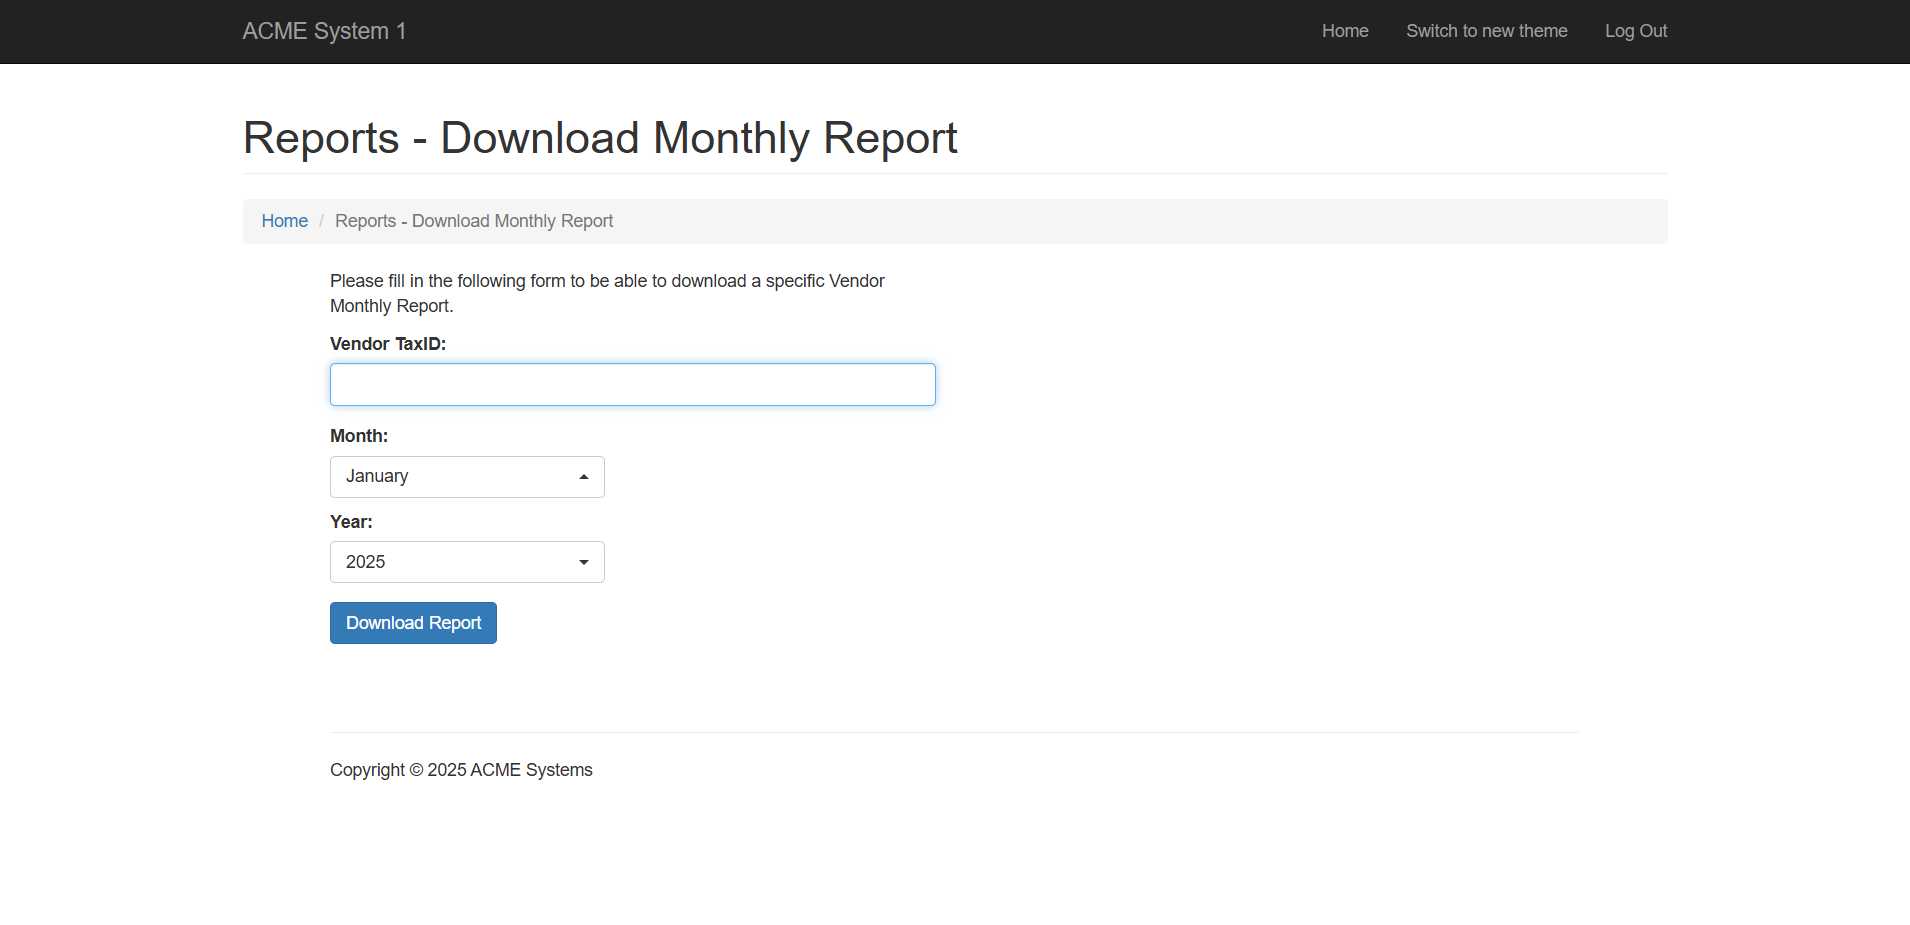 ACME System 1
Home
Switch to new theme
Log Out
Reports - Download Monthly Report
Home / Reports - Download Monthly Report
Please fill in the following form to be able to download a specific Vendor
Monthly Report.
Vendor TaxID:
Month:
January
Year:
2025
Download Report
Copyright © 2025 ACME Systems